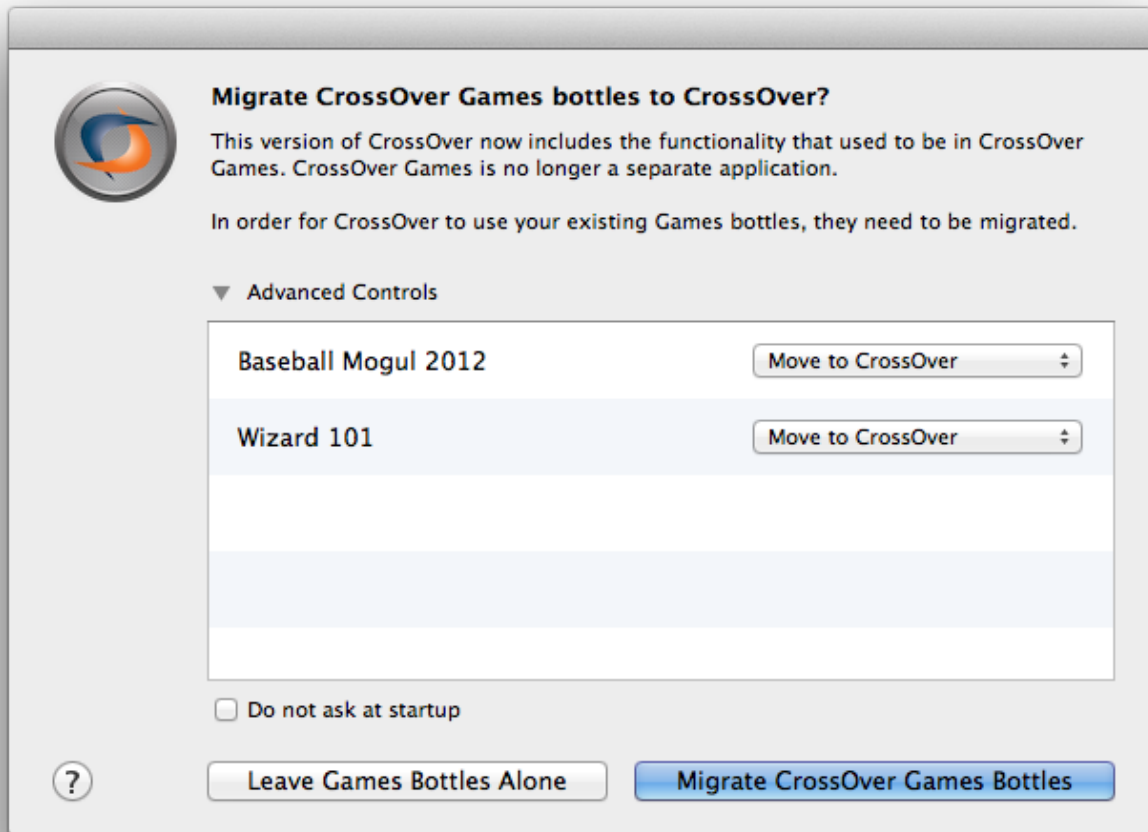 Migrate CrossOver Games bottles to CrossOver?
This version of CrossOver now includes the functionality that used to be in CrossOver
Games. CrossOver Games is no longer a separate application.
In order for CrossOver to use your existing Games bottles, they need to be migrated.
Advanced Controls
Baseball Mogul 2012 Move to CrossOver
Wizard 101 Move to CrossOver
Do not ask at startup
? Leave Games Bottles Alone Migrate CrossOver Games Bottles